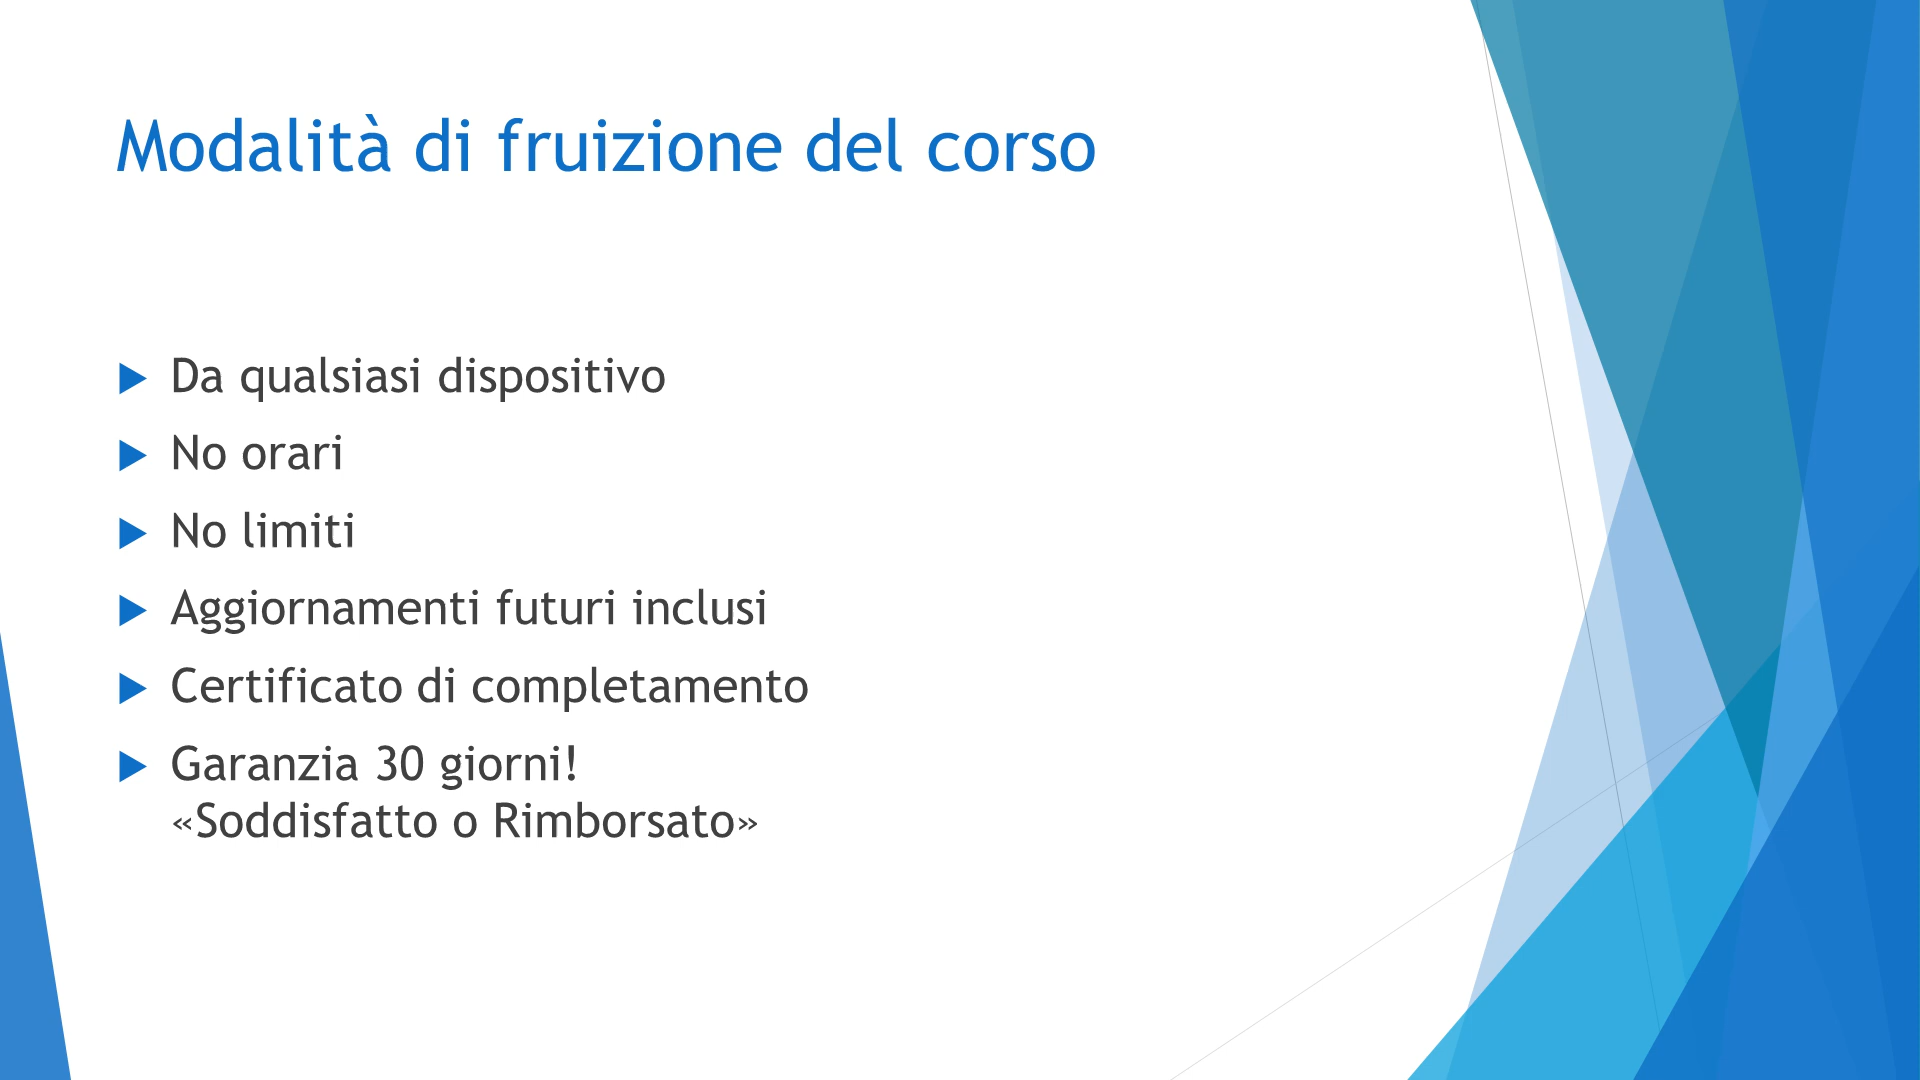 Modalità di fruizione del corso
Da qualsiasi dispositivo
No orari
No limiti
Aggiornamenti futuri inclusi
Certificato di completamento
Garanzia 30 giorni!
«Soddisfatto o Rimborsato»